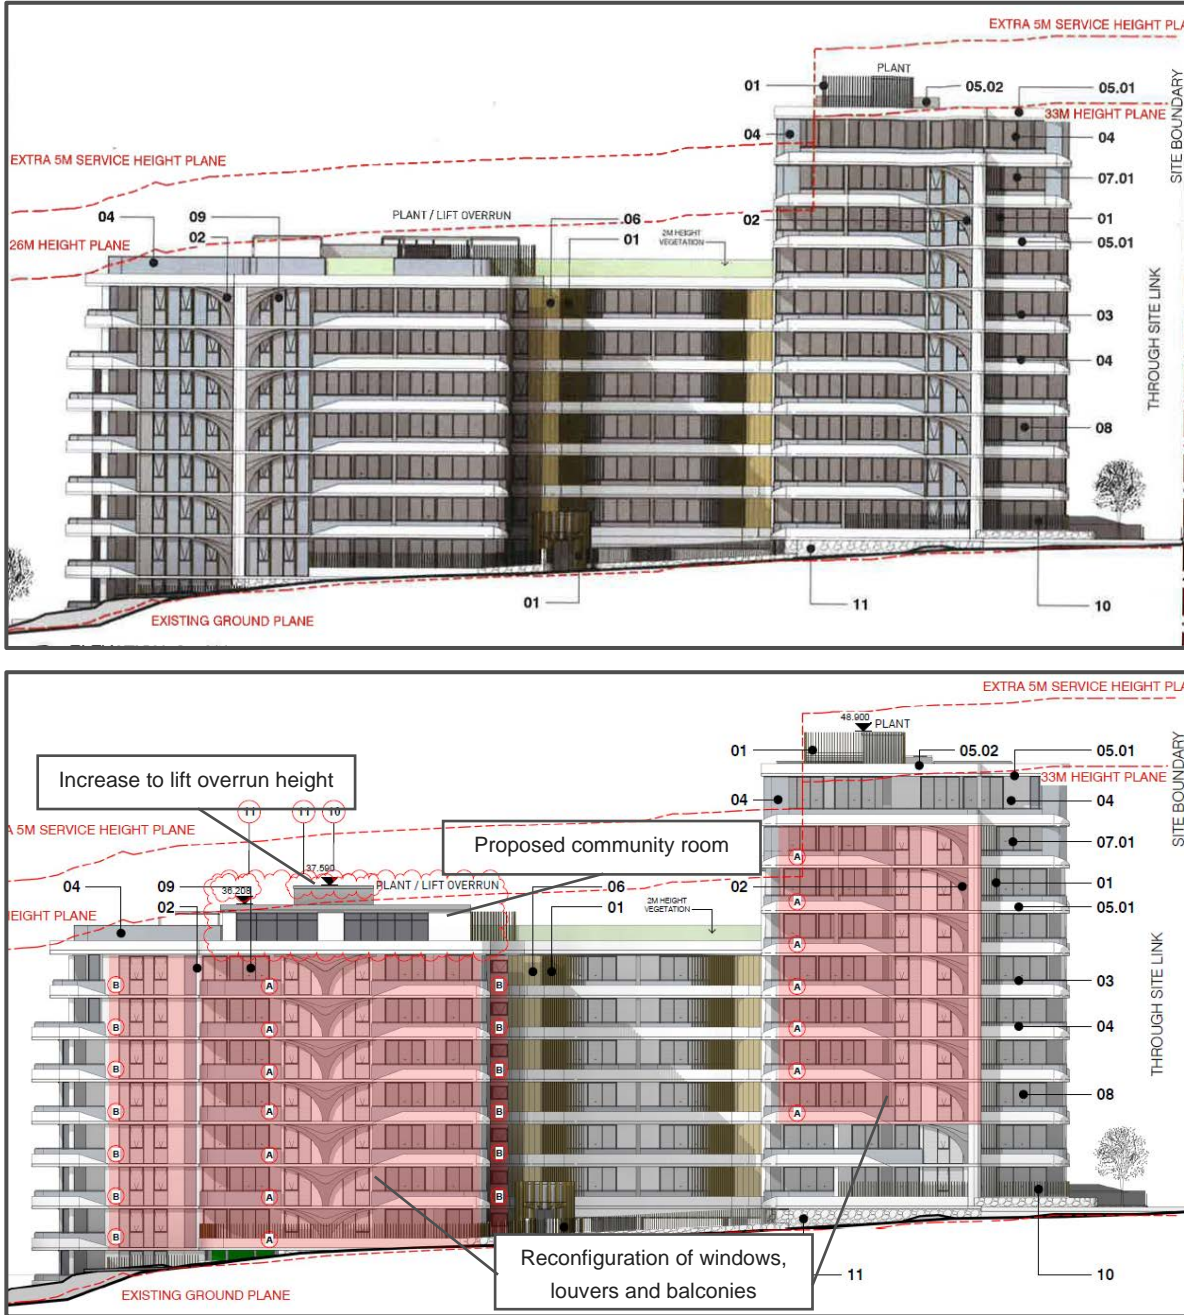 EXTRA 5M SERVICE HEIGHT PLA
PLANT
01
05.02
05.01
33M HEIGHT PLANE
04
04
SITE BOUNDARY
EXTRA 5M SERVICE HEIGHT PLANE
07.01
04
09
PLANT / LIFT OVERRUN
06
02
01
26M HEIGHT PLANE
02
01
2M HEIGHT
VEGETATION
05.01
THROUGH SITE LINK
03
04
08
01
11
10
EXISTING GROUND PLANE
EXTRA 5M SERVICE HEIGHT PLA
48.900
PLANT
01
05.02
05.01
SITE BOUNDARY
Increase to lift overrun height
33M HEIGHT PLANE
04
04
11
11
10
A 5M SERVICE HEIGHT PLANE
Proposed community room
07.01
A
37.590
04
09
36.208
PLANT / LIFT OVERRUN
06
02
01
A
HEIGHT PLANE
02
01
2M HEIGHT
VEGETATION
05.01
A
THROUGH SITE LINK
B
A
B
A
03
B
A
B
A
04
B
A
B
A
B
A
B
A
08
B
A
B
B
A
B
10
B
A
Reconfiguration of windows,
louvers and balconies
11
EXISTING GROUND PLANE